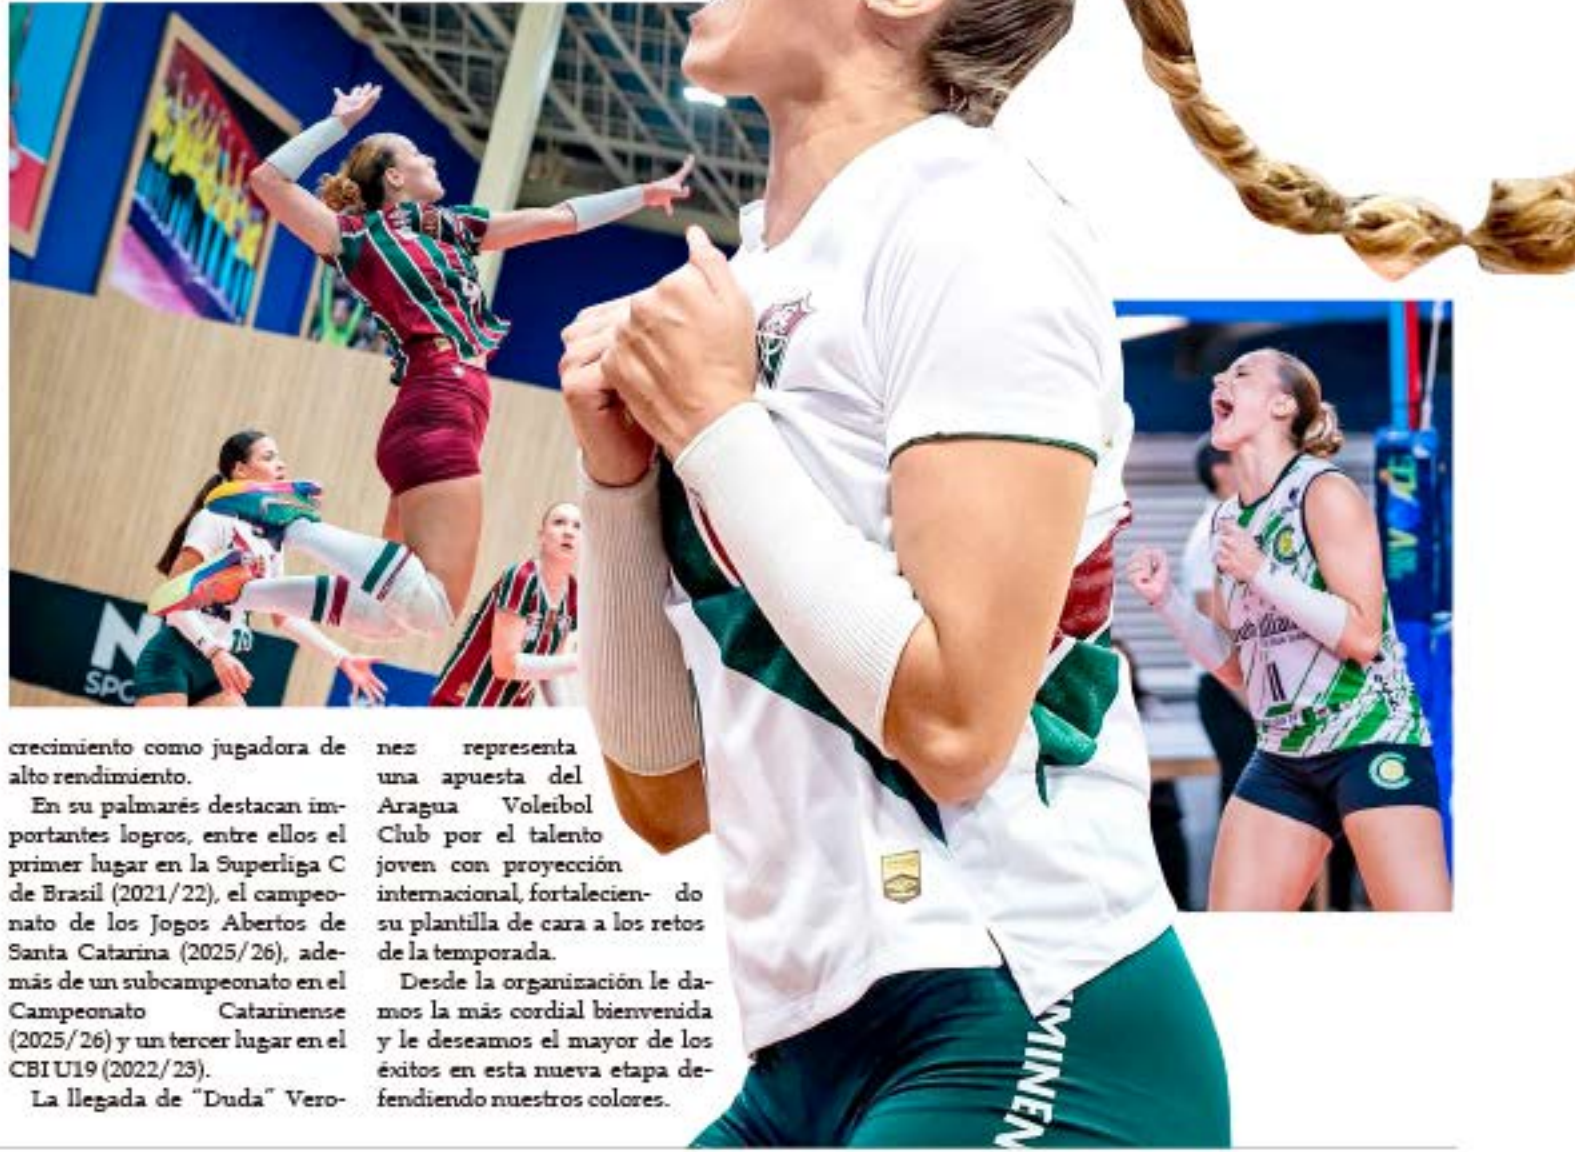 N
SPO
10
crecimiento como jugadora de
alto rendimiento.
En su palmarés destacan im-
portantes logros, entre ellos el
primer lugar en la Superliga C
de Brasil (2021/22), el campeo-
nato de los Jogos Abertos de
Santa Catarina (2025/26), ade-
más de un subcampeonato en el
Campeonato Catarinense
(2025/26) y un tercer lugar en el
CBI U19 (2022/23).
La llegada de "Duda" Vero-
nez representa
una apuesta del
Aragua Voleibol
Club por el talento
joven con proyección
internacional, fortalecien- do
su plantilla de cara a los retos
de la temporada.
Desde la organización le da-
mos la más cordial bienvenida
y le deseamos el mayor de los
éxitos en esta nueva etapa de-
fendiendo nuestros colores.
MINEN